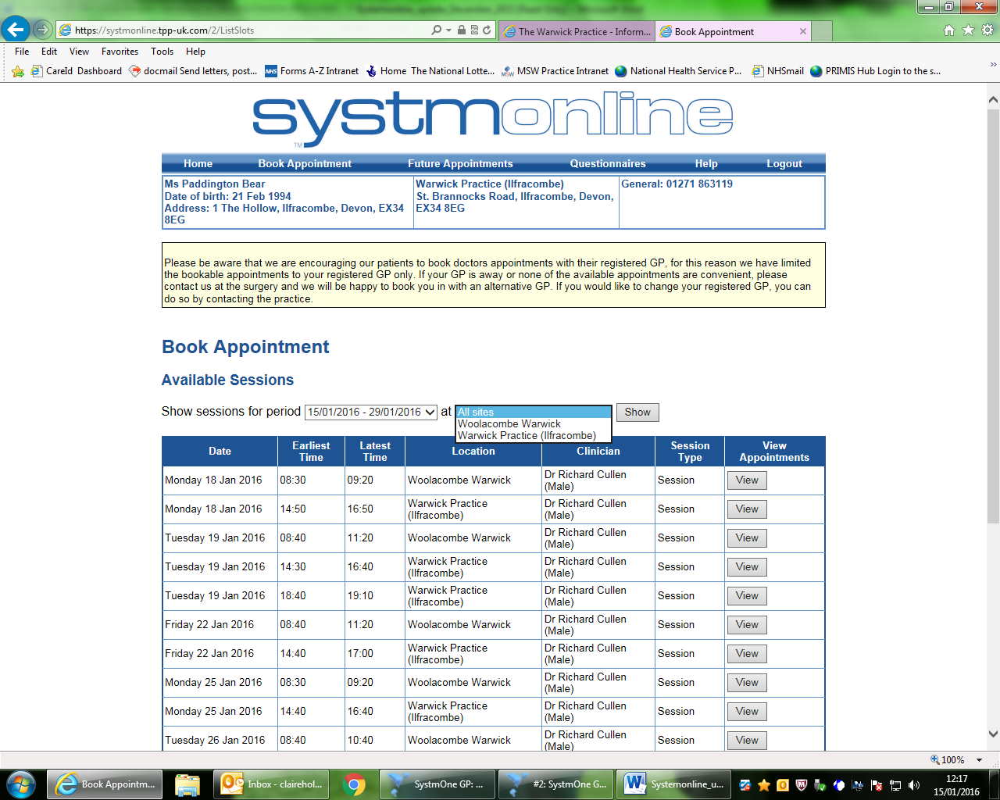 https://systmonline.tpp-uk.com/2/ListSlots
The Warwick Practice - Inform...
Book Appointment
File Edit View Favorites Tools Help
CareId Dashboard
docmail Send letters, post...
Forms A-Z Intranet
Home The National Lotte...
MSW Practice Intranet
National Health Service P...
NHSmail
PRIMIS Hub Login to the s...
systmonline
TM
Home Book Appointment Future Appointments Questionnaires Help Logout
Ms Paddington Bear
Date of birth: 21 Feb 1994
Address: 1 The Hollow, Ilfracombe, Devon, EX34
8EG
Warwick Practice (Ilfracombe)
St. Brannocks Road, Ilfracombe, Devon,
EX34 8EG
General: 01271 863119
Please be aware that we are encouraging our patients to book doctors appointments with their registered GP, for this reason we have limited
the bookable appointments to your registered GP only. If your GP is away or none of the available appointments are convenient, please
contact us at the surgery and we will be happy to book you in with an alternative GP. If you would like to change your registered GP, you can
do so by contacting the practice.
Book Appointment
Available Sessions
Show sessions for period 15/01/2016 - 29/01/2016 at All sites Show
Woolacombe Warwick
Warwick Practice (Ilfracombe)
Date Earliest Time Latest Time Location Clinician Session Type View Appointments
Monday 18 Jan 2016 08:30 09:20 Woolacombe Warwick Dr Richard Cullen (Male) Session View
Monday 18 Jan 2016 14:50 16:50 Warwick Practice (Ilfracombe) Dr Richard Cullen (Male) Session View
Tuesday 19 Jan 2016 08:40 11:20 Woolacombe Warwick Dr Richard Cullen (Male) Session View
Tuesday 19 Jan 2016 14:30 16:40 Warwick Practice (Ilfracombe) Dr Richard Cullen (Male) Session View
Tuesday 19 Jan 2016 18:40 19:10 Warwick Practice (Ilfracombe) Dr Richard Cullen (Male) Session View
Friday 22 Jan 2016 08:40 11:20 Woolacombe Warwick Dr Richard Cullen (Male) Session View
Friday 22 Jan 2016 14:40 17:00 Warwick Practice (Ilfracombe) Dr Richard Cullen (Male) Session View
Monday 25 Jan 2016 08:30 09:20 Woolacombe Warwick Dr Richard Cullen (Male) Session View
Monday 25 Jan 2016 14:40 16:40 Warwick Practice (Ilfracombe) Dr Richard Cullen (Male) Session View
Tuesday 26 Jan 2016 08:40 10:40 Woolacombe Warwick Dr Richard Cullen (Male) Session View
100%
Book Appointm...
Inbox - clairehol...
SystmOne GP: ...
#2: SystmOne G...
Systemonline_u...
12:17
15/01/2016